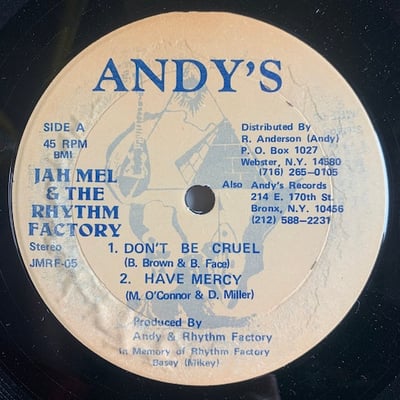 ANDY'S
SIDE A
45 RPM
BMI
JAH MEL
& THE
RHYTHM
FACTORY
Stereo
JMRF-05
Distributed By
R. Anderson (Andy)
P. O. Box 1027
Webster, N.Y. 14580
(716) 265-0105
Also Andy's Records
214 E. 170th St.
Bronx, N.Y. 10456
(212) 588-2231
1. DON'T BE CRUEL
(B. Brown & B. Face)
2. HAVE MERCY
(M. O'Connor & D. Miller)
Produced By
Andy & Rhythm Factory
In Memory of Rhythm Factory
Basey (Mikey)